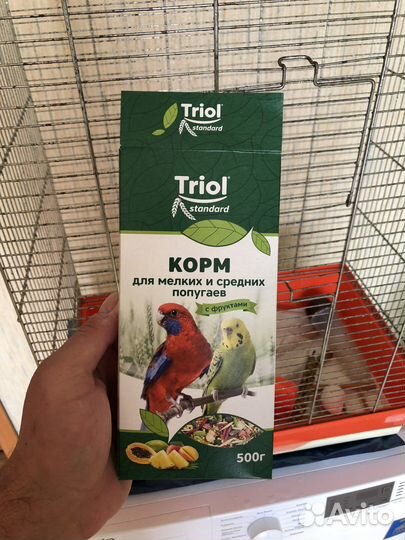 Triol
standard
Triol
standard
КОРМ
для мелких и средних
попугаев
с фруктами
500г
Avito